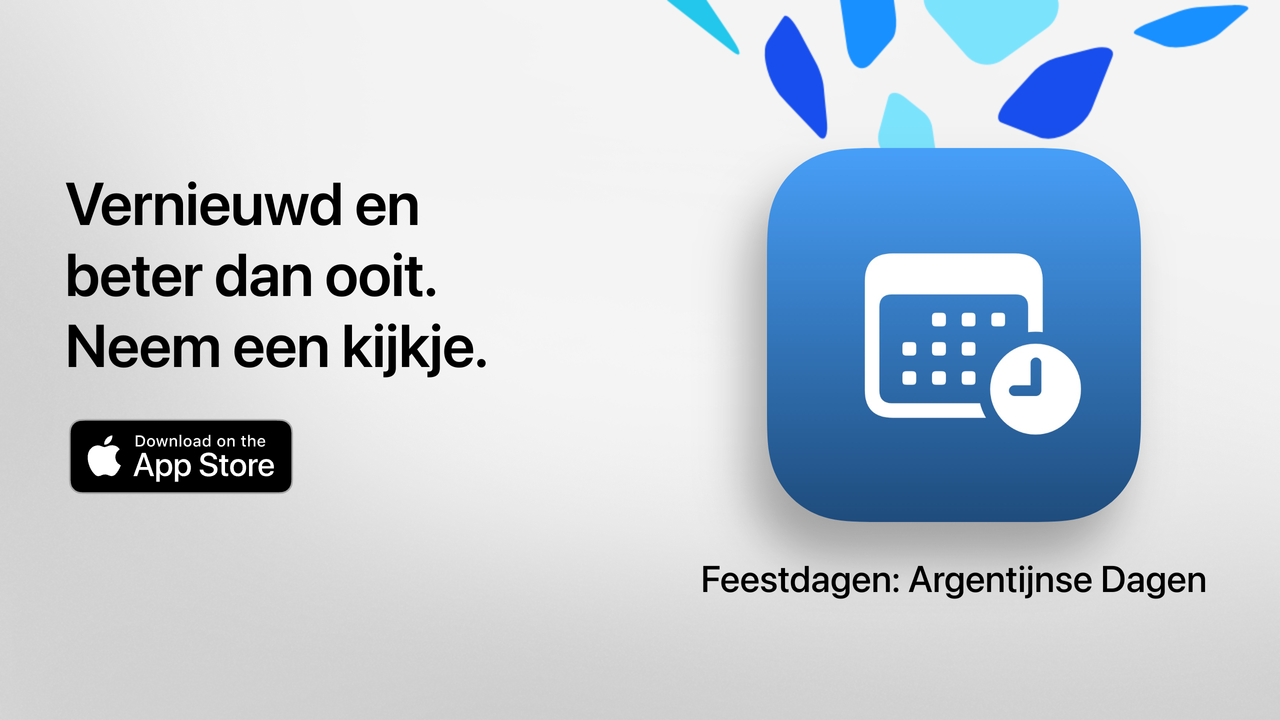 Vernieuwd en
beter dan ooit.
Neem een kijkje.
Download on the
App Store
Feestdagen: Argentijnse Dagen